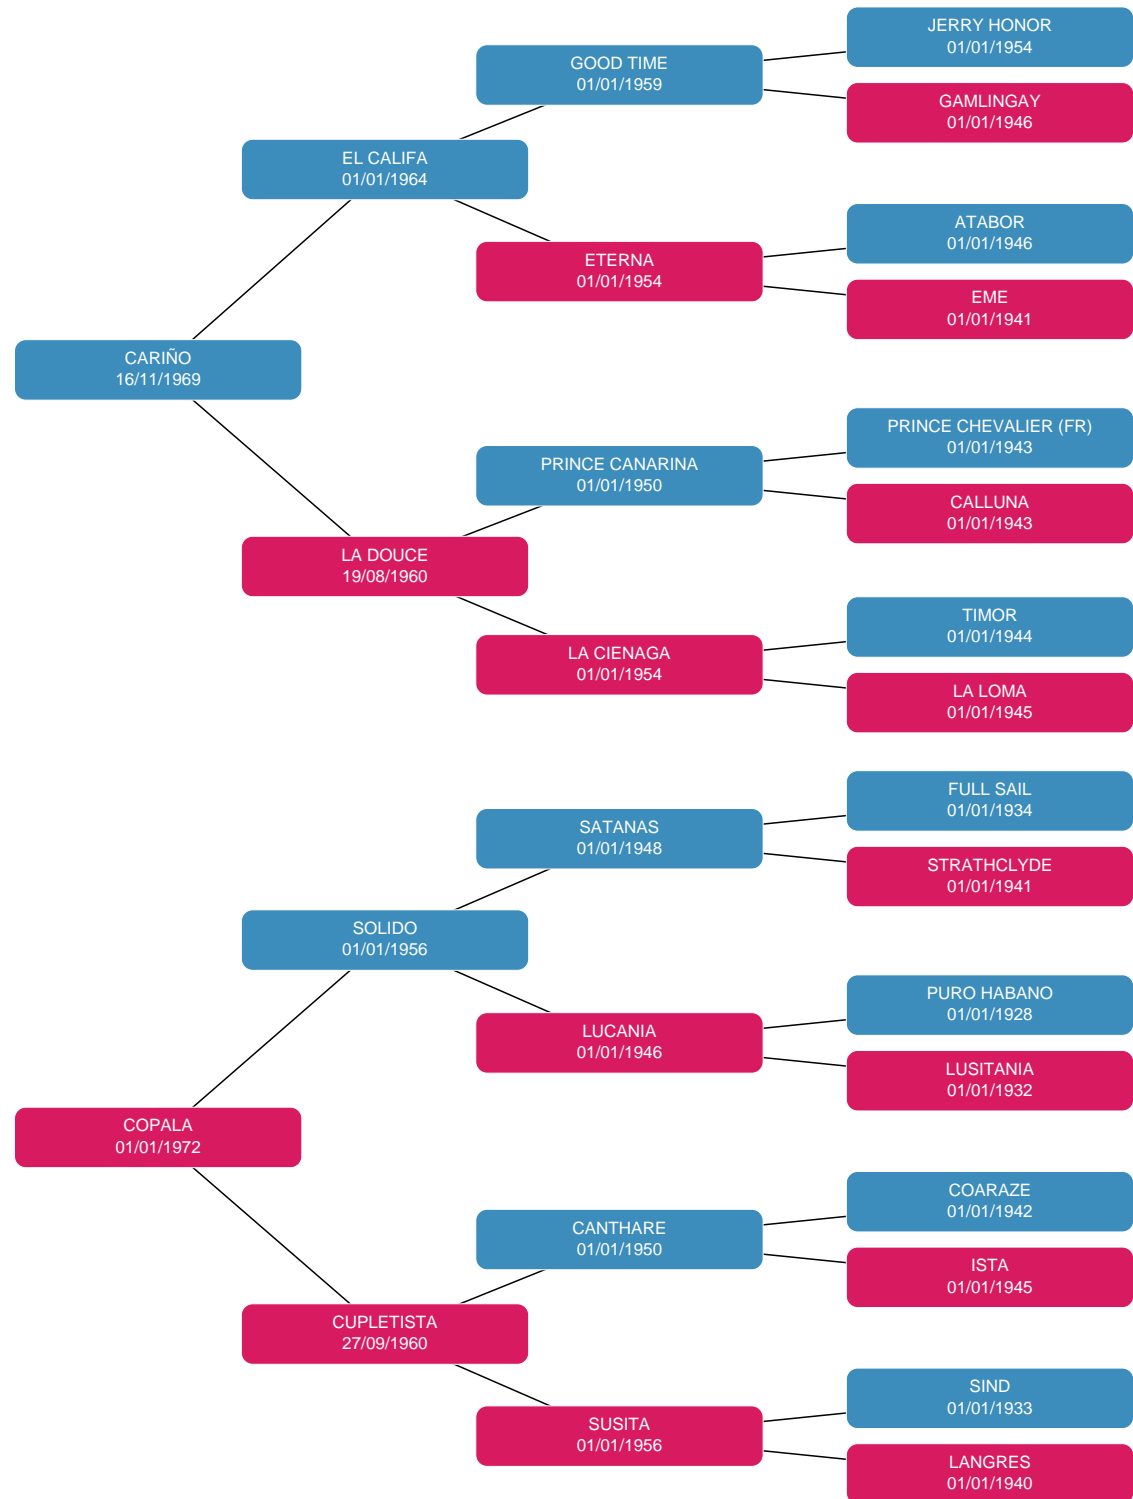 JERRY HONOR
01/01/1954
GOOD TIME
01/01/1959
GAMLINGAY
01/01/1946
EL CALIFA
01/01/1964
ATABOR
01/01/1946
ETERNA
01/01/1954
EME
01/01/1941
CARIÑO
16/11/1969
PRINCE CHEVALIER (FR)
01/01/1943
PRINCE CANARINA
01/01/1950
CALLUNA
01/01/1943
LA DOUCE
19/08/1960
TIMOR
01/01/1944
LA CIENAGA
01/01/1954
LA LOMA
01/01/1945
FULL SAIL
01/01/1934
SATANAS
01/01/1948
STRATHCLYDE
01/01/1941
SOLIDO
01/01/1956
PURO HABANO
01/01/1928
LUCANIA
01/01/1946
LUSITANIA
01/01/1932
COPALA
01/01/1972
COARAZE
01/01/1942
CANTHARE
01/01/1950
ISTA
01/01/1945
CUPLETISTA
27/09/1960
SIND
01/01/1933
SUSITA
01/01/1956
LANGRES
01/01/1940